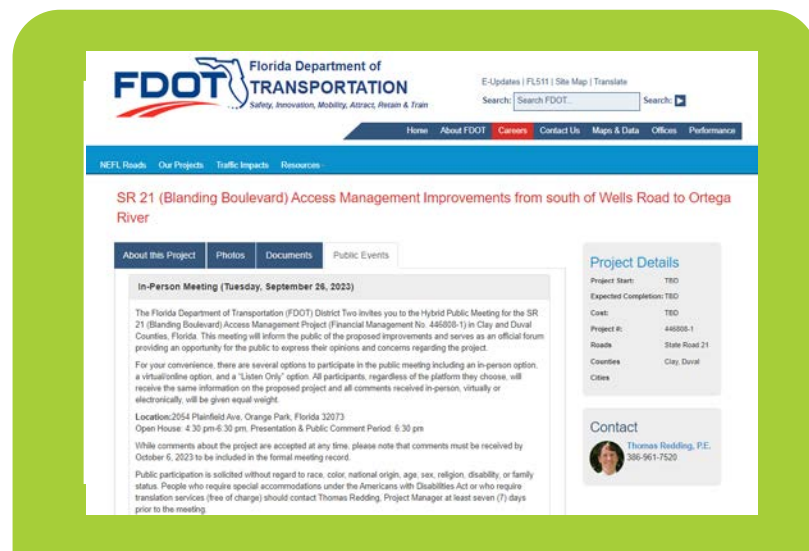 FDOT
Florida Department of
TRANSPORTATION
Safety, Innovation, Mobility, Attract, Retain & Train
E-Updates | FL511 | Site Map | Translate
Search: Search FDOT... Search:
Home About FDOT Careers Contact Us Maps & Data Offices Performance
NEFL Roads Our Projects Traffic Impacts Resources
SR 21 (Blanding Boulevard) Access Management Improvements from south of Wells Road to Ortega
River
About this Project Photos Documents Public Events
In-Person Meeting (Tuesday, September 26, 2023)
The Florida Department of Transportation (FDOT) District Two invites you to the Hybrid Public Meeting for the SR
21 (Blanding Boulevard) Access Management Project (Financial Management No. 446808-1) in Clay and Duval
Counties, Florida. This meeting will inform the public of the proposed improvements and serves as an official forum
providing an opportunity for the public to express their opinions and concerns regarding the project.
For your convenience, there are several options to participate in the public meeting including an in-person option,
a virtual/online option, and a "Listen Only" option. All participants, regardless of the platform they choose, will
receive the same information on the proposed project and all comments received in-person, virtually or
electronically, will be given equal weight.
Location:2054 Plainfield Ave, Orange Park, Florida 32073
Open House: 4:30 pm-6:30 pm, Presentation & Public Comment Period: 6:30 pm
While comments about the project are accepted at any time, please note that comments must be received by
October 6, 2023 to be included in the formal meeting record.
Public participation is solicited without regard to race, color, national origin, age, sex, religion, disability, or family
status. People who require special accommodations under the Americans with Disabilities Act or who require
translation services (free of charge) should contact Thomas Redding, Project Manager at least seven (7) days
prior to the meeting.
Project Details
Project Start: TBD
Expected Completion: TBD
Cost: TBD
Project #: 446808-1
Roads State Road 21
Counties Clay, Duval
Cities
Contact
Thomas Redding, P.E.
386-961-7520